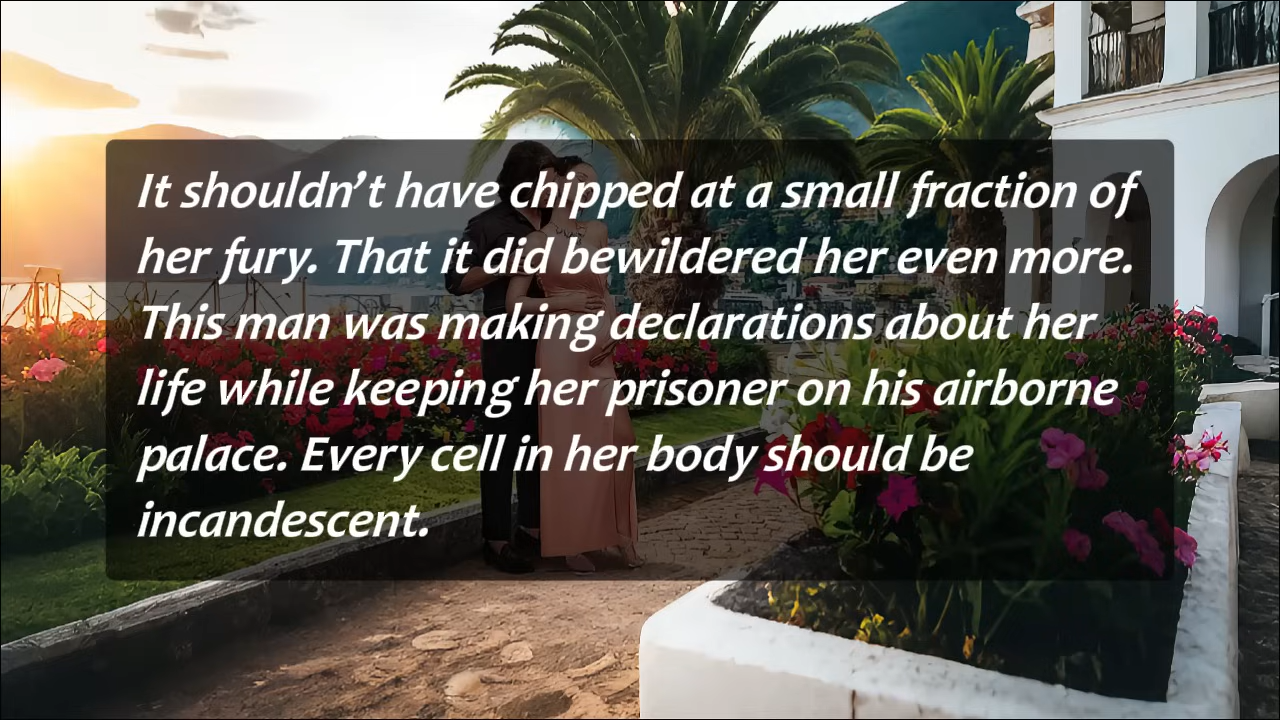 It shouldn’t have chipped at a small fraction of
her fury. That it did bewildered her even more.
This man was making declarations about her
life while keeping her prisoner on his airborne
palace. Every cell in her body should be
incandescent.